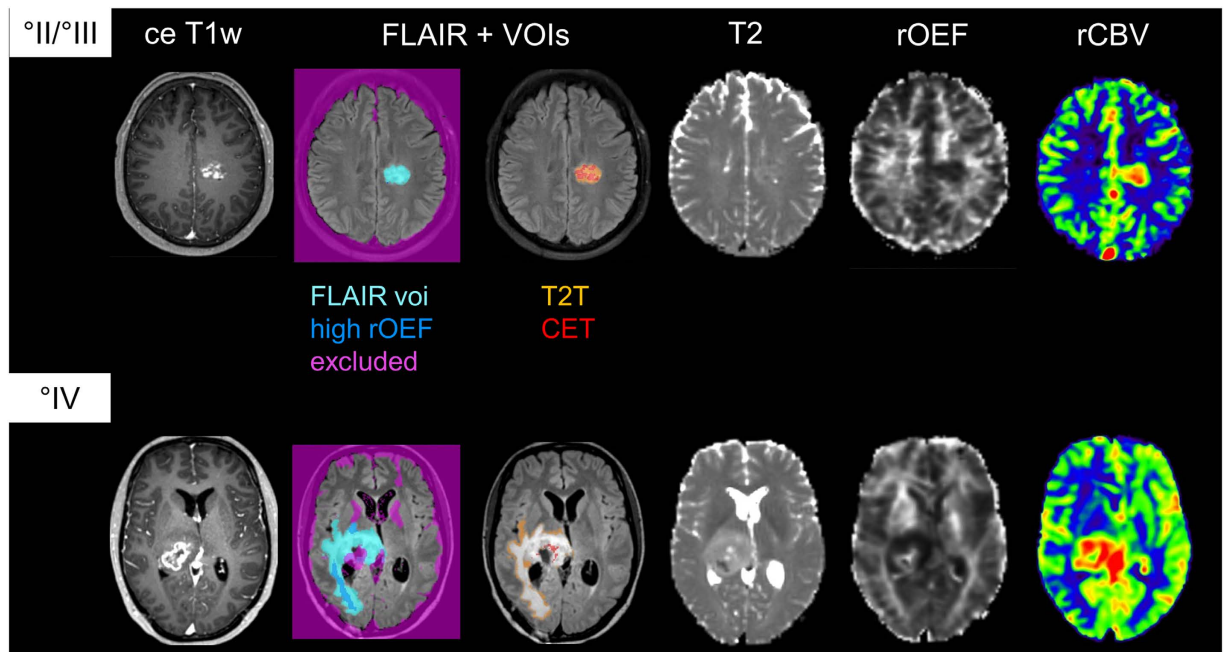 °II/°III ce T1w FLAIR + VOIs T2 rOEF rCBV
FLAIR voi T2T
high rOEF CET
excluded
°IV